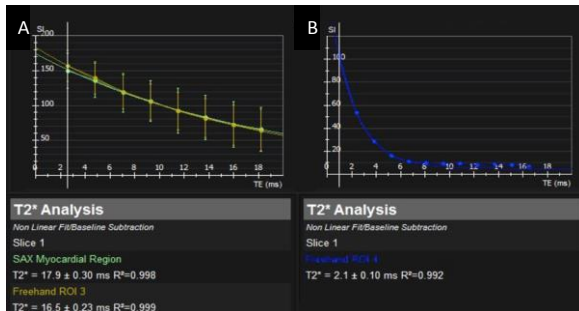 A
SI
200
150
100
50
0 2 4 6 8 10 12 14 16 18
TE (ms)
T2* Analysis
Non Linear Fit/Baseline Subtraction
Slice 1
SAX Myocardial Region
T2* = 17.9 ± 0.30 ms R²=0.998
Freehand ROI 3
T2* = 16.5 ± 0.23 ms R²=0.999
B
SI
100
80
60
40
20
0 2 4 6 8 10 12 14 16 18
TE (ms)
T2* Analysis
Non Linear Fit/Baseline Subtraction
Slice 1
Freehand ROI 4
T2* = 2.1 ± 0.10 ms R²=0.992